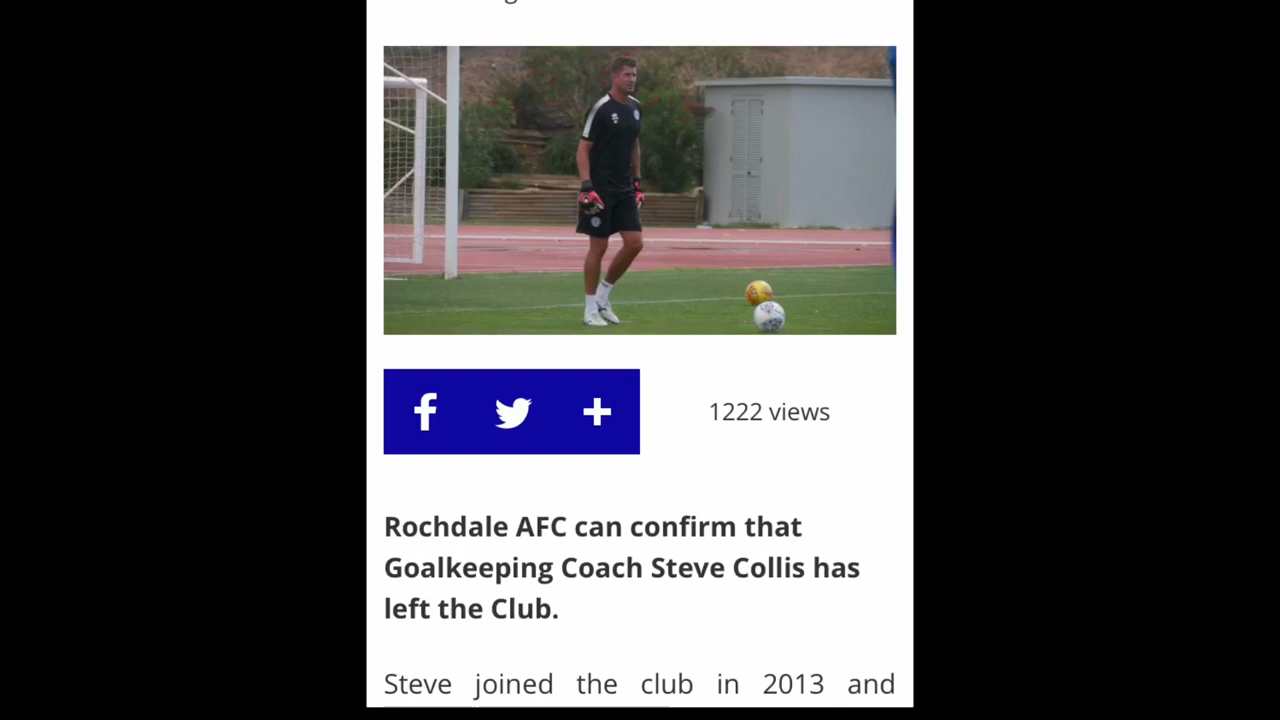 1222 views
Rochdale AFC can confirm that
Goalkeeping Coach Steve Collis has
left the Club.
Steve joined the club in 2013 and